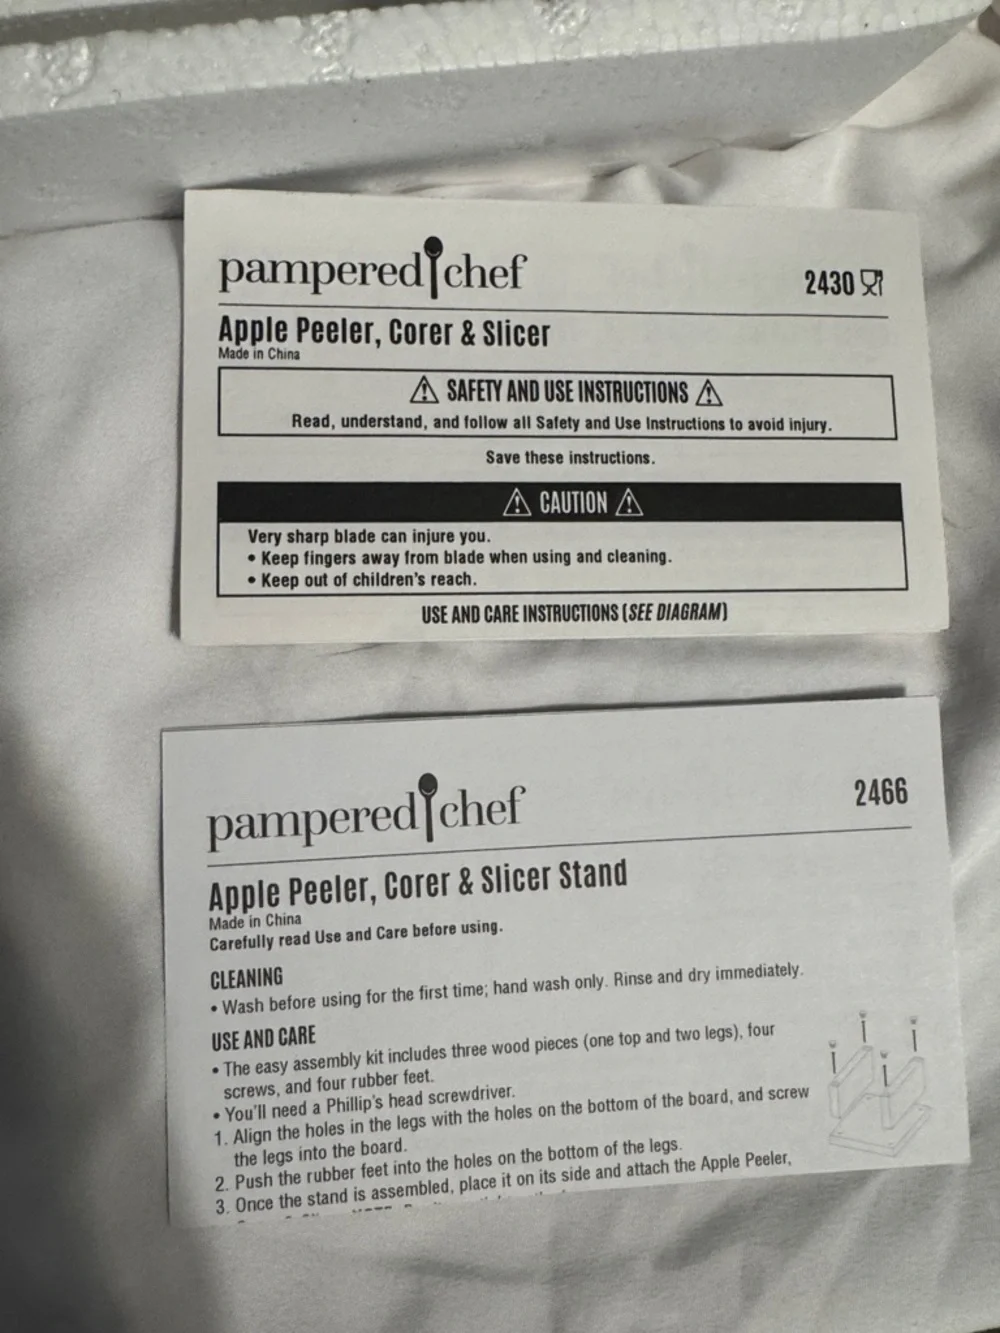 pampered chef
2430
Apple Peeler, Corer & Slicer
Made in China
SAFETY AND USE INSTRUCTIONS
Read, understand, and follow all Safety and Use Instructions to avoid injury.
Save these instructions.
CAUTION
Very sharp blade can injure you.
• Keep fingers away from blade when using and cleaning.
• Keep out of children's reach.
USE AND CARE INSTRUCTIONS (SEE DIAGRAM)
pampered chef
2466
Apple Peeler, Corer & Slicer Stand
Made in China
Carefully read Use and Care before using.
CLEANING
• Wash before using for the first time; hand wash only. Rinse and dry immediately.
USE AND CARE
• The easy assembly kit includes three wood pieces (one top and two legs), four
screws, and four rubber feet.
• You'll need a Phillip's head screwdriver.
1. Align the holes in the legs with the holes on the bottom of the board, and screw
the legs into the board.
2. Push the rubber feet into the holes on the bottom of the legs.
3. Once the stand is assembled, place it on its side and attach the Apple Peeler,